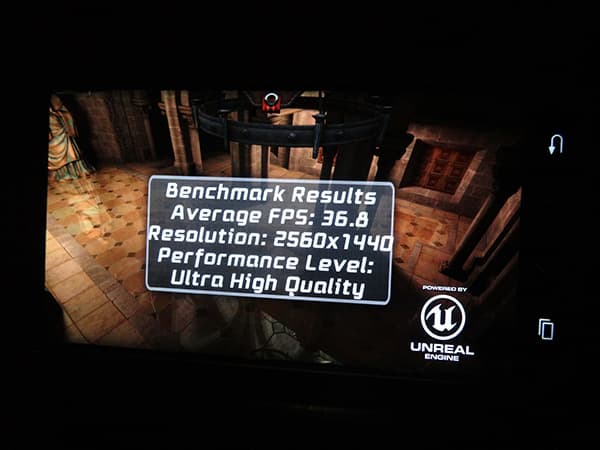 Benchmark Results
Average FPS: 36.8
Resolution: 2560x1440
Performance Level:
Ultra High Quality
POWERED BY
UNREAL
ENGINE